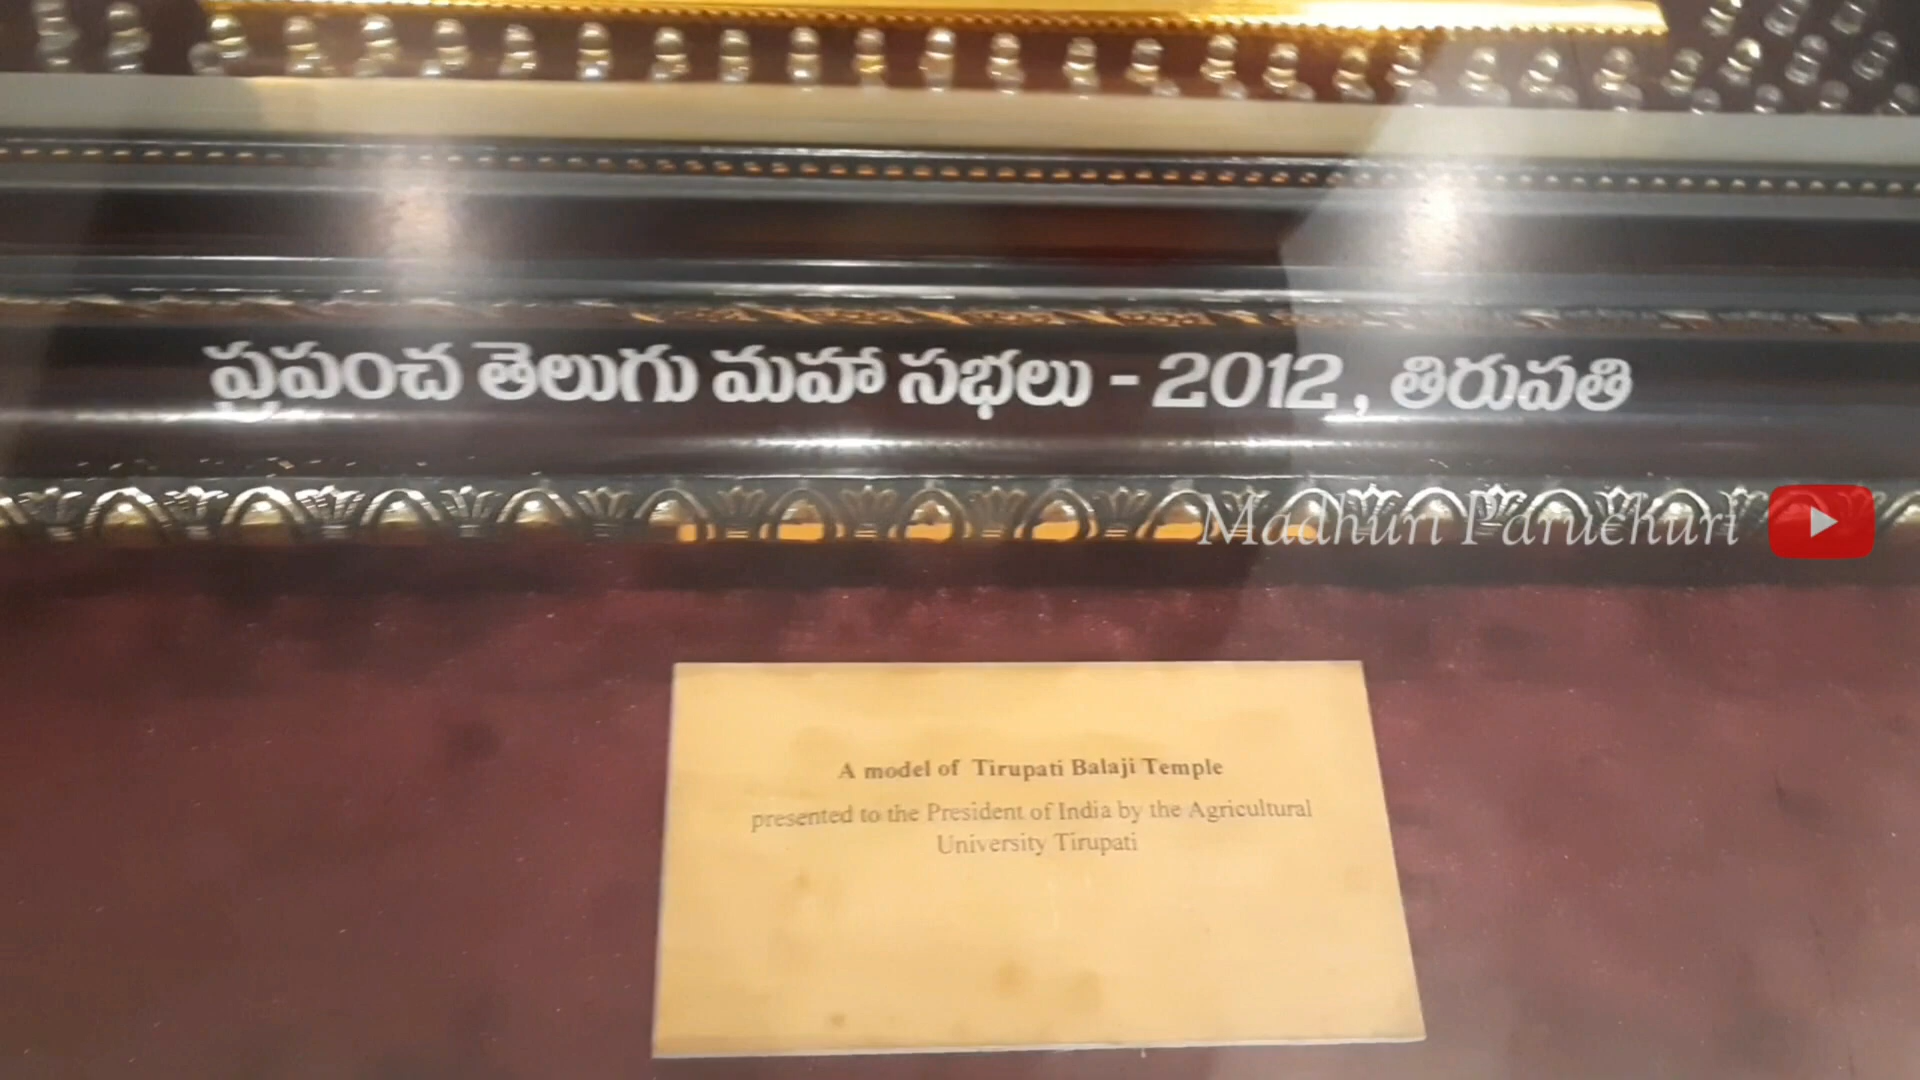 ప్రపంచ తెలుగు మహా సభలు - 2012, తిరుపతి
Madhuri Paruchuri
A model of Tirupati Balaji Temple
presented to the President of India by the Agricultural
University Tirupati